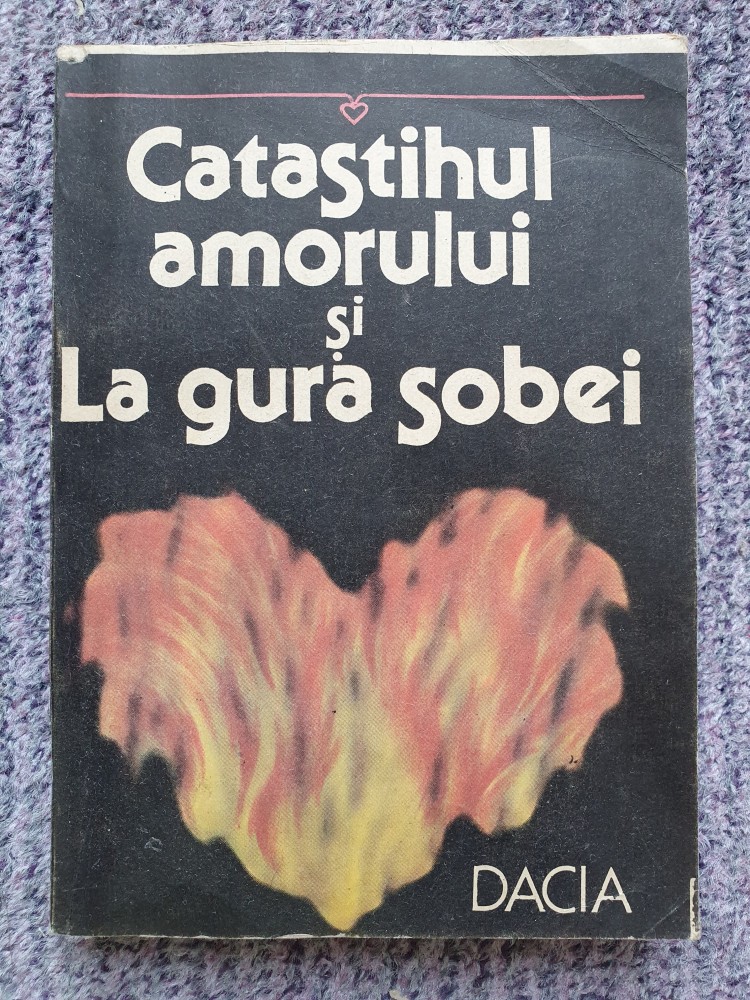 Catastihul
amorului
și
La gura sobei
DACIA